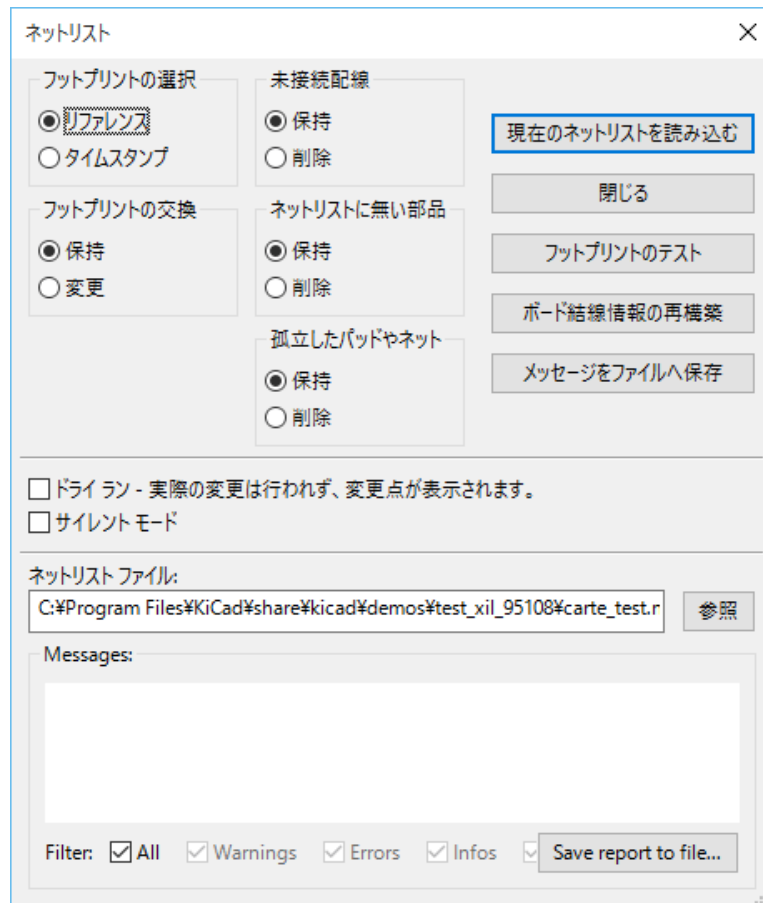 ネットリスト
フットプリントの選択
リファレンス
タイムスタンプ
未接続配線
保持
削除
フットプリントの交換
保持
変更
ネットリストに無い部品
保持
削除
孤立したパッドやネット
保持
削除
現在のネットリストを読み込む
閉じる
フットプリントのテスト
ボード結線情報の再構築
メッセージをファイルへ保存
ドライ ラン - 実際の変更は行われず、変更点が表示されます。
サイレント モード
ネットリスト ファイル:
C:¥Program Files¥KiCad¥share¥kicad¥demos¥test_xil_95108¥carte_test.r
参照
Messages:
Filter: All Warnings Errors Infos Save report to file...